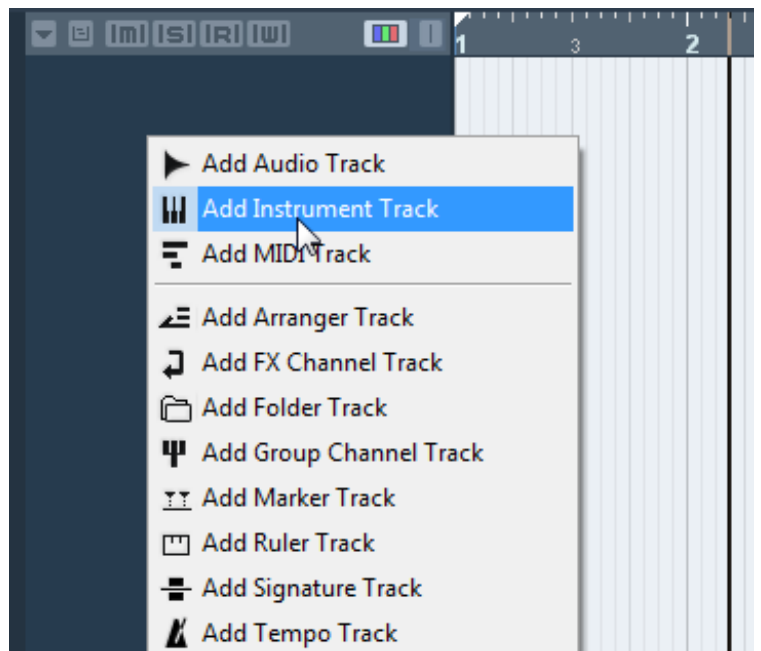 m S R W
1 3 2
Add Audio Track
Add Instrument Track
Add MIDI Track
Add Arranger Track
Add FX Channel Track
Add Folder Track
Add Group Channel Track
Add Marker Track
Add Ruler Track
Add Signature Track
Add Tempo Track